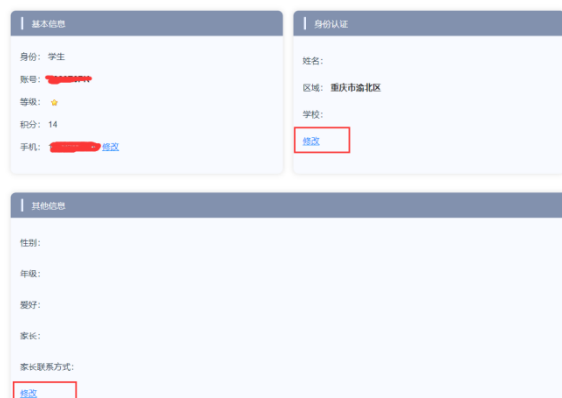 基本信息
身份： 学生
账号：
等级：
积分： 14
手机： 修改
身份认证
姓名：
区域： 重庆市渝北区
学校：
修改
其他信息
性别：
年级：
爱好：
家长：
家长联系方式：
修改